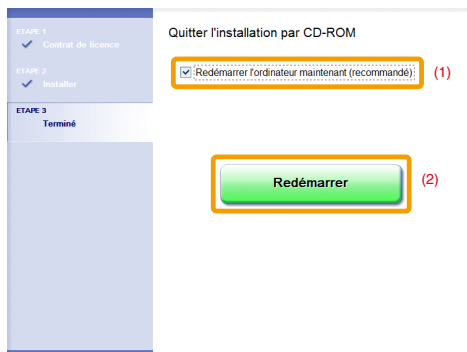 ETAPE 1
Contrat de licence
ETAPE 2
Installer
ETAPE 3
Terminé
Quitter l'installation par CD-ROM
Redémarrer l'ordinateur maintenant (recommandé)
(1)
Redémarrer
(2)